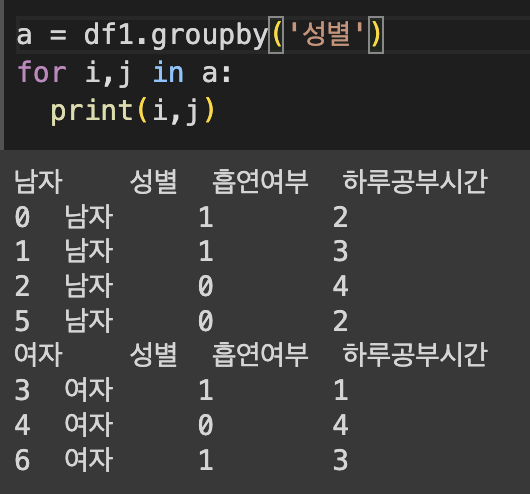 a = df1.groupby('성별')
for i,j in a:
  print(i,j)
남자     성별  흡연여부  하루공부시간
0  남자     1       2
1  남자     1       3
2  남자     0       4
5  남자     0       2
여자     성별  흡연여부  하루공부시간
3  여자     1       1
4  여자     0       4
6  여자     1       3